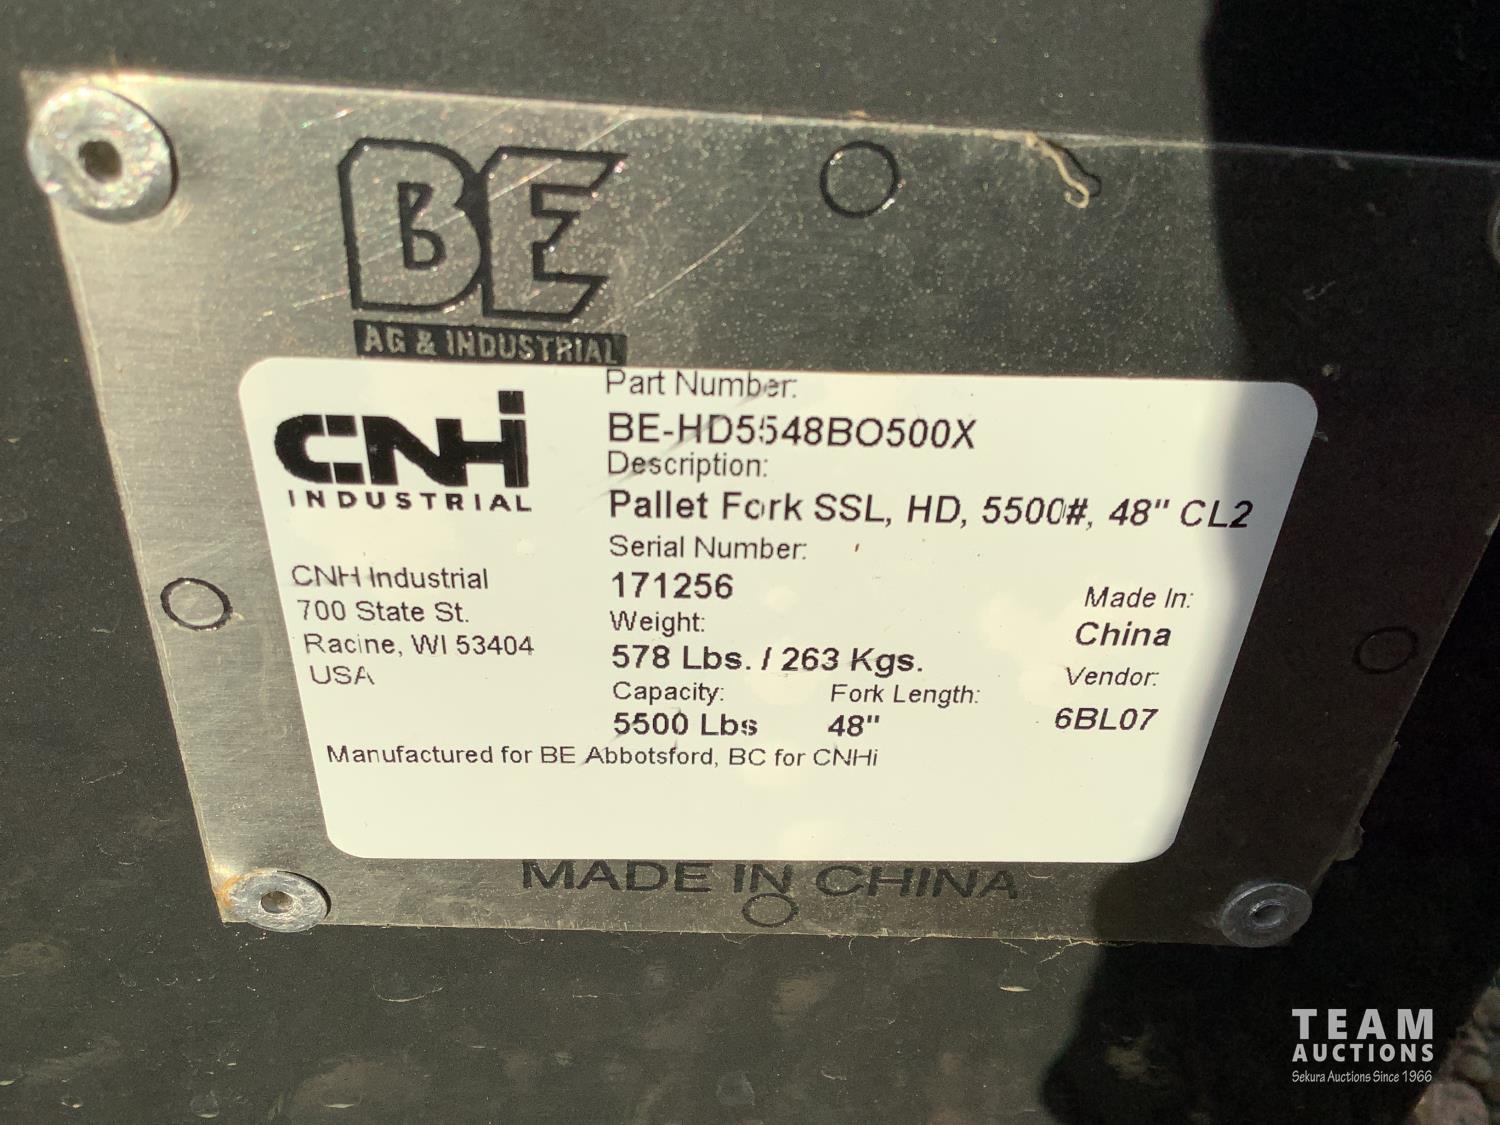 BE
AG & INDUSTRIAL
CNHi
INDUSTRIAL
CNH Industrial
700 State St.
Racine, WI 53404
USA
Part Number:
BE-HD5548BO500X
Description:
Pallet Fork SSL, HD, 5500#, 48" CL2
Serial Number:
171256
Weight:
578 Lbs. / 263 Kgs.
Capacity: Fork Length:
5500 Lbs 48"
Made In:
China
Vendor:
6BL07
Manufactured for BE Abbotsford, BC for CNHi
MADE IN CHINA
TEAM
AUCTIONS
Sekura Auctions Since 1966